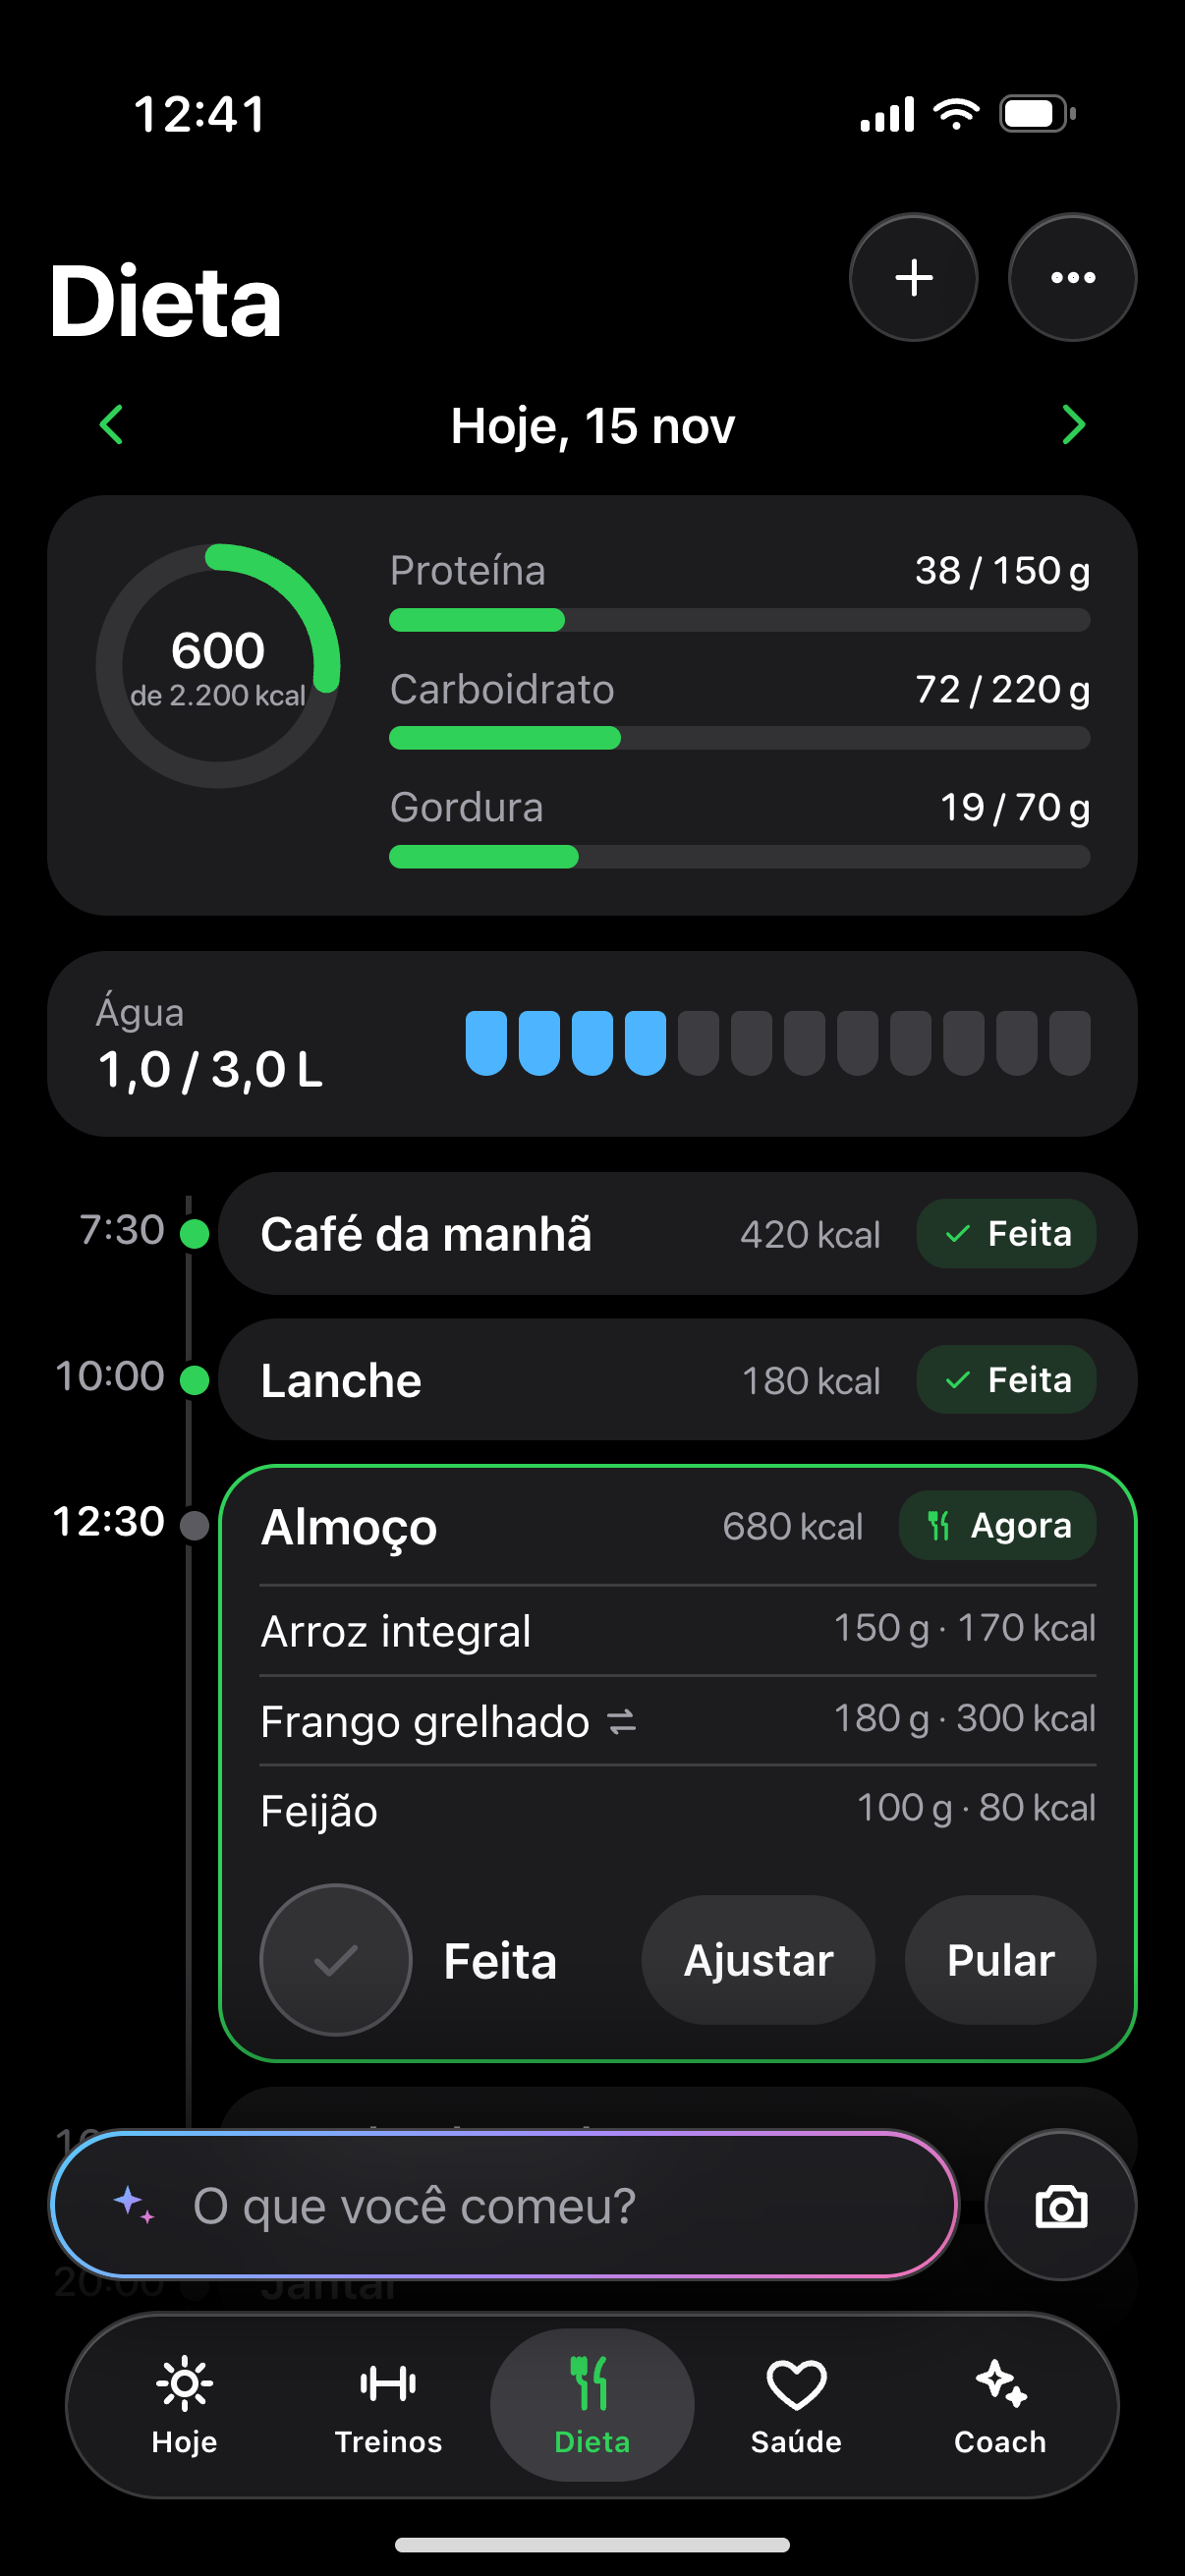 12:41
Dieta
Hoje, 15 nov
600
de 2.200 kcal
Proteína 38 / 150 g
Carboidrato 72 / 220 g
Gordura 19 / 70 g
Água
1,0 / 3,0 L
7:30 Café da manhã 420 kcal Feita
10:00 Lanche 180 kcal Feita
12:30 Almoço 680 kcal Agora
Arroz integral 150 g · 170 kcal
Frango grelhado 180 g · 300 kcal
Feijão 100 g · 80 kcal
Feita Ajustar Pular
O que você comeu?
20:00 Jantar
Hoje Treinos Dieta Saúde Coach